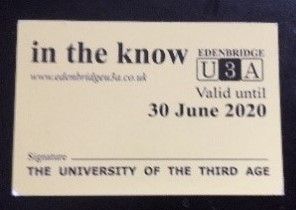 in the know EDENBRIDGE
www.edenbridgeu3a.co.uk U3A
Valid until
30 June 2020
Signature
THE UNIVERSITY OF THE THIRD AGE